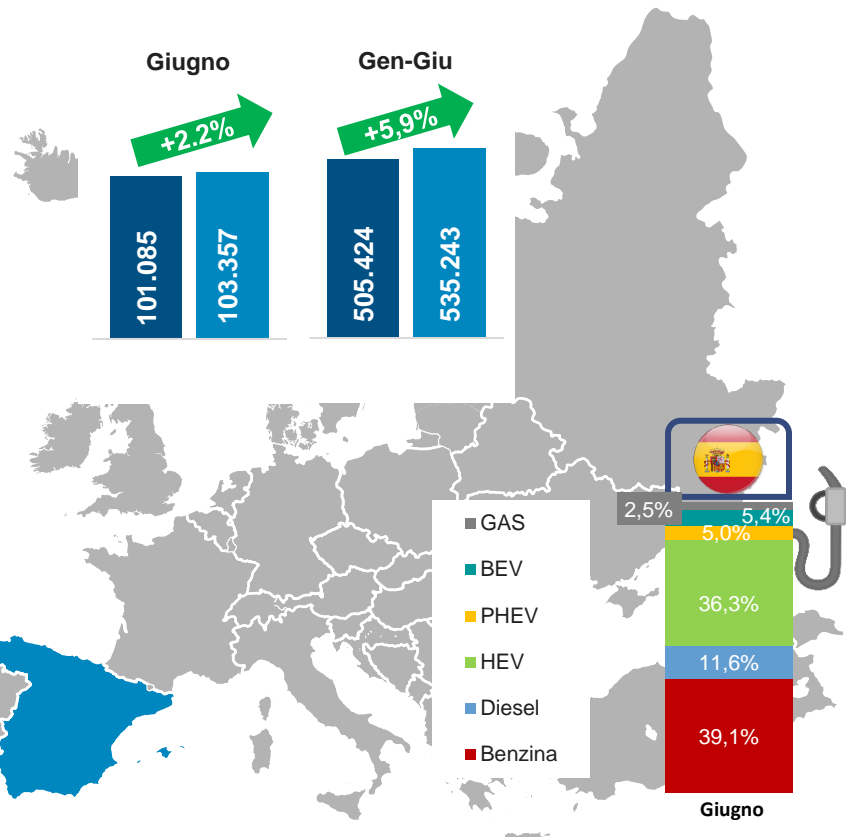 Giugno
Gen-Giu
+2.2%
+5,9%
101.085
103.357
505.424
535.243
GAS
BEV
PHEV
HEV
Diesel
Benzina
2,5%
5,4%
5,0%
36,3%
11,6%
39,1%
Giugno